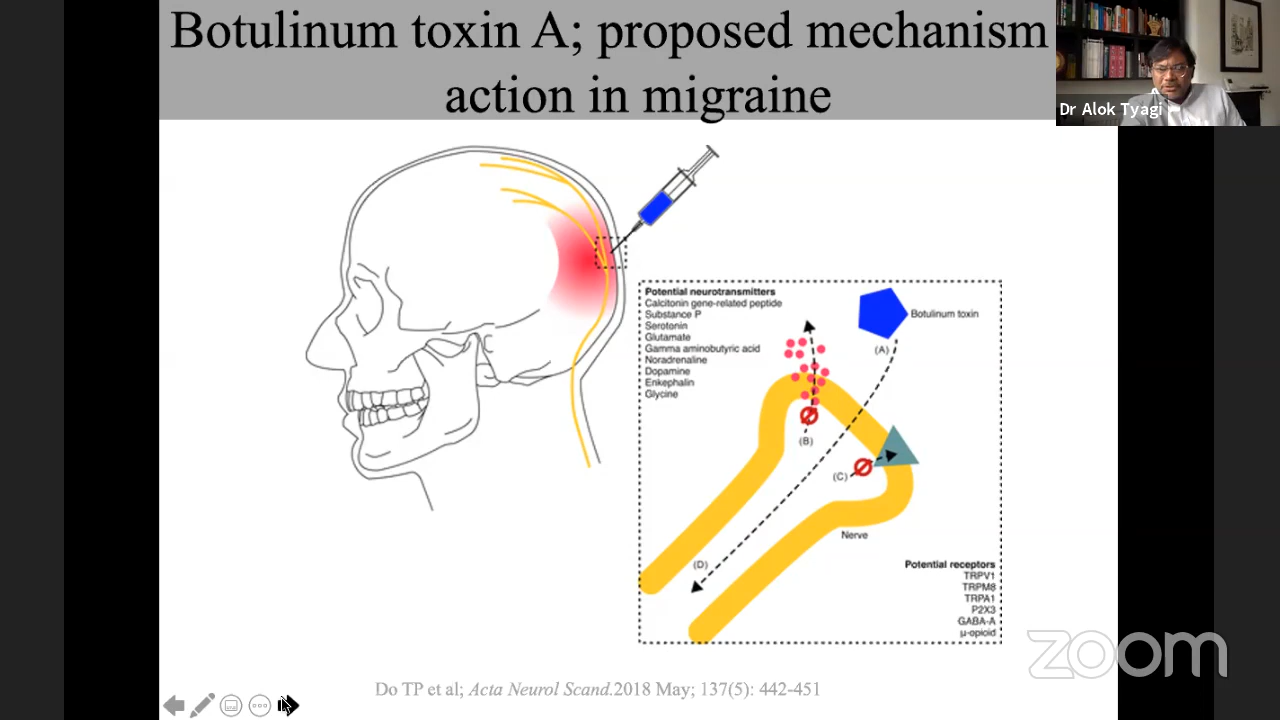 Botulinum toxin A; proposed mechanism
action in migraine
Dr Alok Tyagi
Potential neurotransmitters
Calcitonin gene-related peptide
Substance P
Serotonin
Glutamate
Gamma aminobutyric acid
Noradrenaline
Dopamine
Enkephalin
Glycine
Botulinum toxin
(A)
(B)
(C)
Nerve
(D)
Potential receptors
TRPV1
TRPM8
TRPA1
P2X3
GABA-A
μ-opioid
zoom
Do TP et al; Acta Neurol Scand.2018 May; 137(5): 442-451